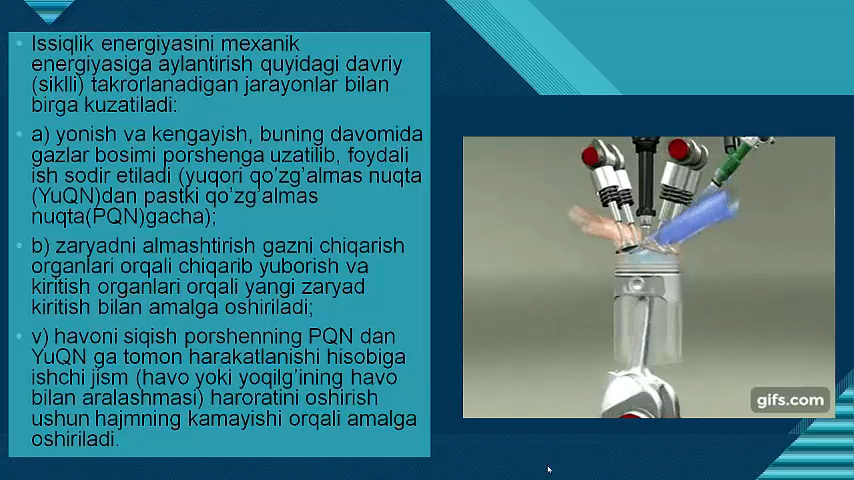 Issiqlik energiyasini mexanik
energiyasiga aylantirish quyidagi davriy
(siklli) takrorlanadigan jarayonlar bilan
birga kuzatiladi:
a) yonish va kengayish, buning davomida
gazlar bosimi porshenga uzatilib, foydali
ish sodir etiladi (yuqori qo’zg’almas nuqta
(YuQN)dan pastki qo’zg’almas
nuqta(PQN)gacha);
b) zaryadni almashtirish gazni chiqarish
organlari orqali chiqarib yuborish va
kiritish organlari orqali yangi zaryad
kiritish bilan amalga oshiriladi;
v) havoni siqish porshenning PQN dan
YuQN ga tomon harakatlanishi hisobiga
ishchi jism (havo yoki yoqilg’ining havo
bilan aralashmasi) haroratini oshirish
ushun hajmning kamayishi orqali amalga
oshiriladi.
gifs.com